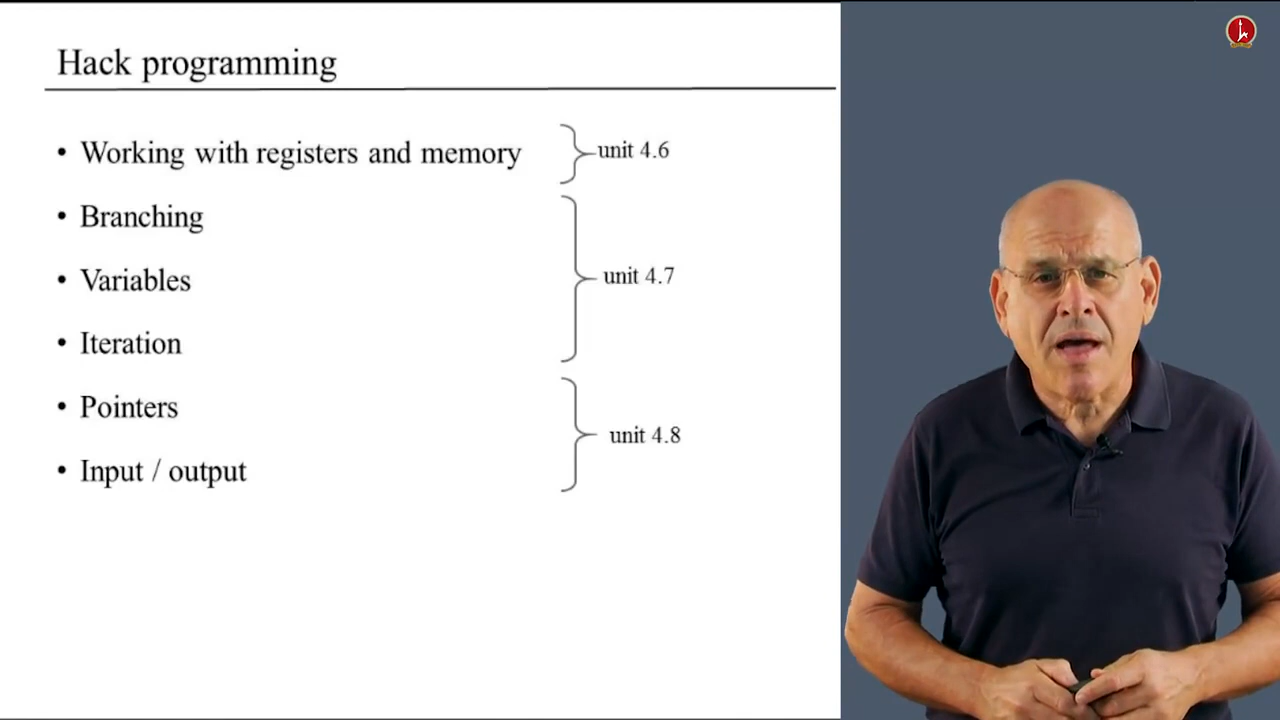 Hack programming
• Working with registers and memory
unit 4.6
• Branching
• Variables
unit 4.7
• Iteration
• Pointers
unit 4.8
• Input / output